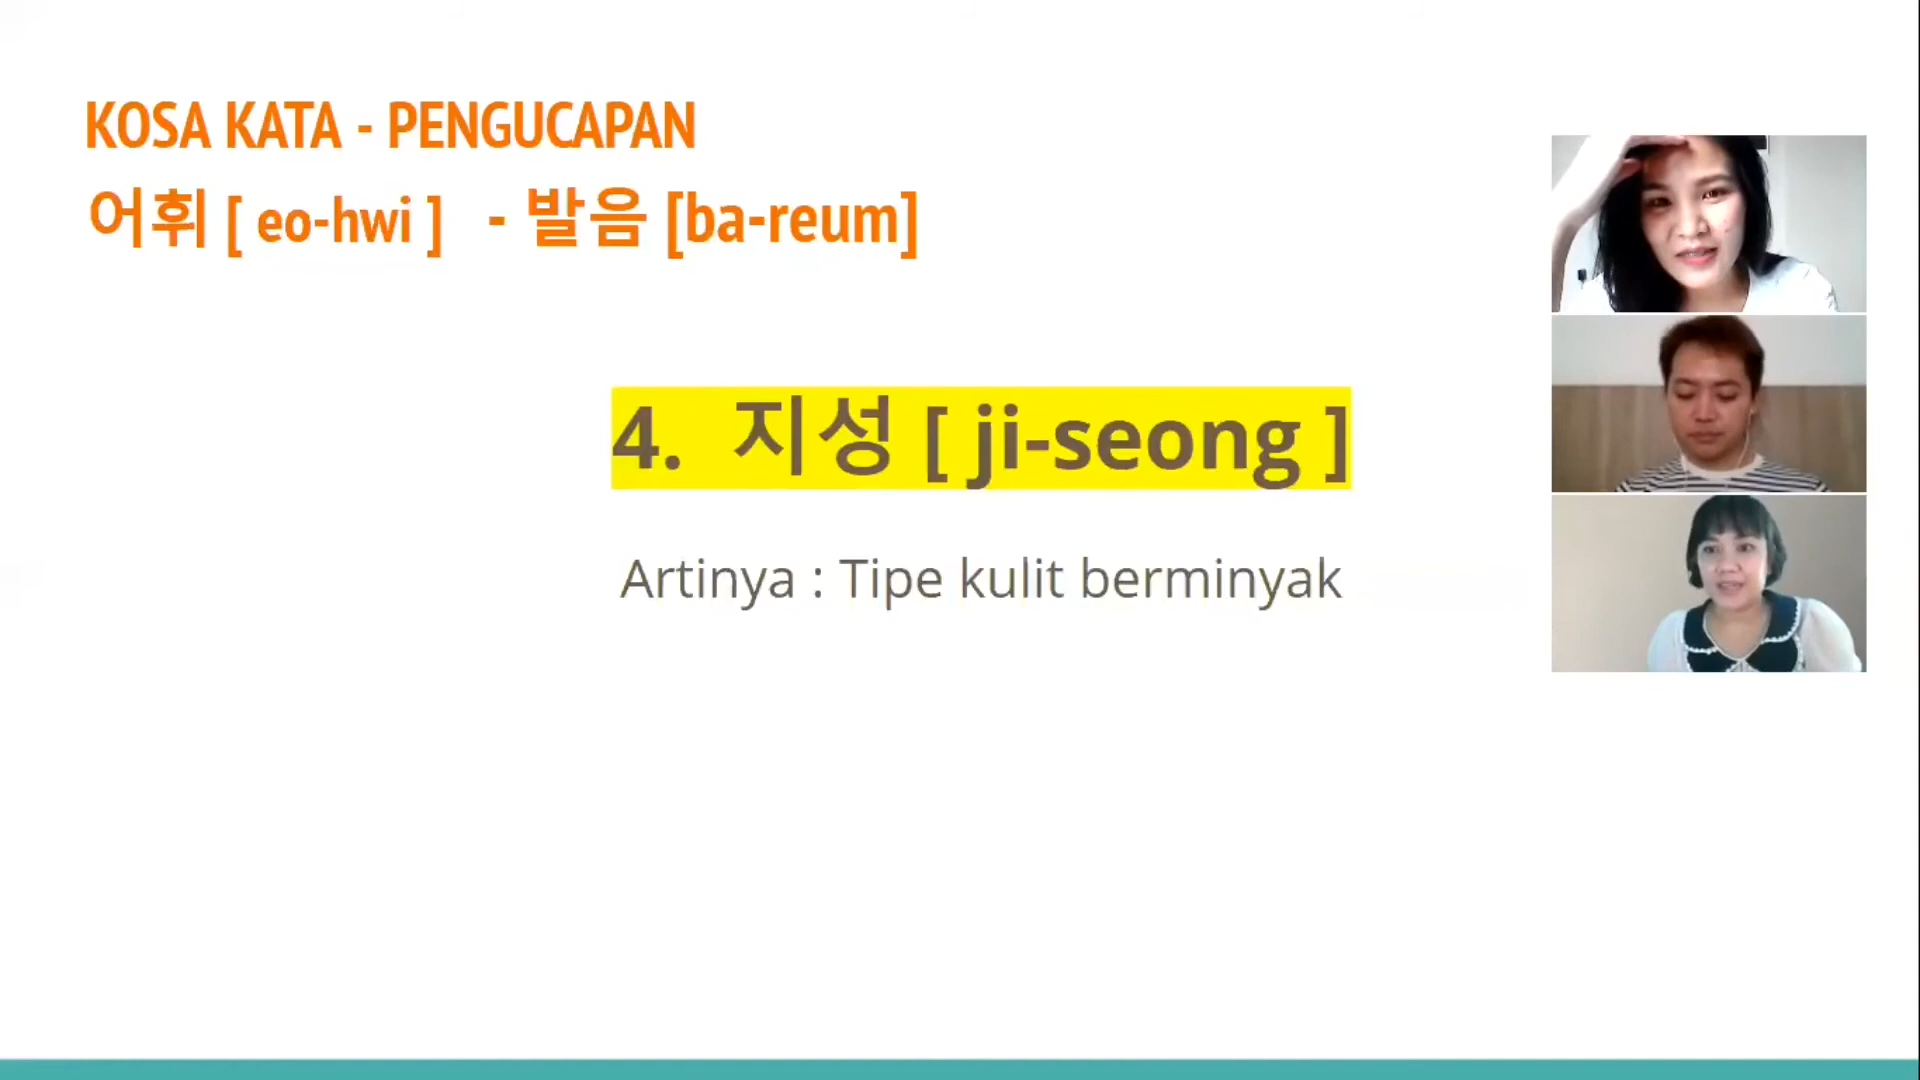 KOSA KATA - PENGUCAPAN
어휘 [ eo-hwi ] - 발음 [ba-reum]
4. 지성 [ ji-seong ]
Artinya : Tipe kulit berminyak